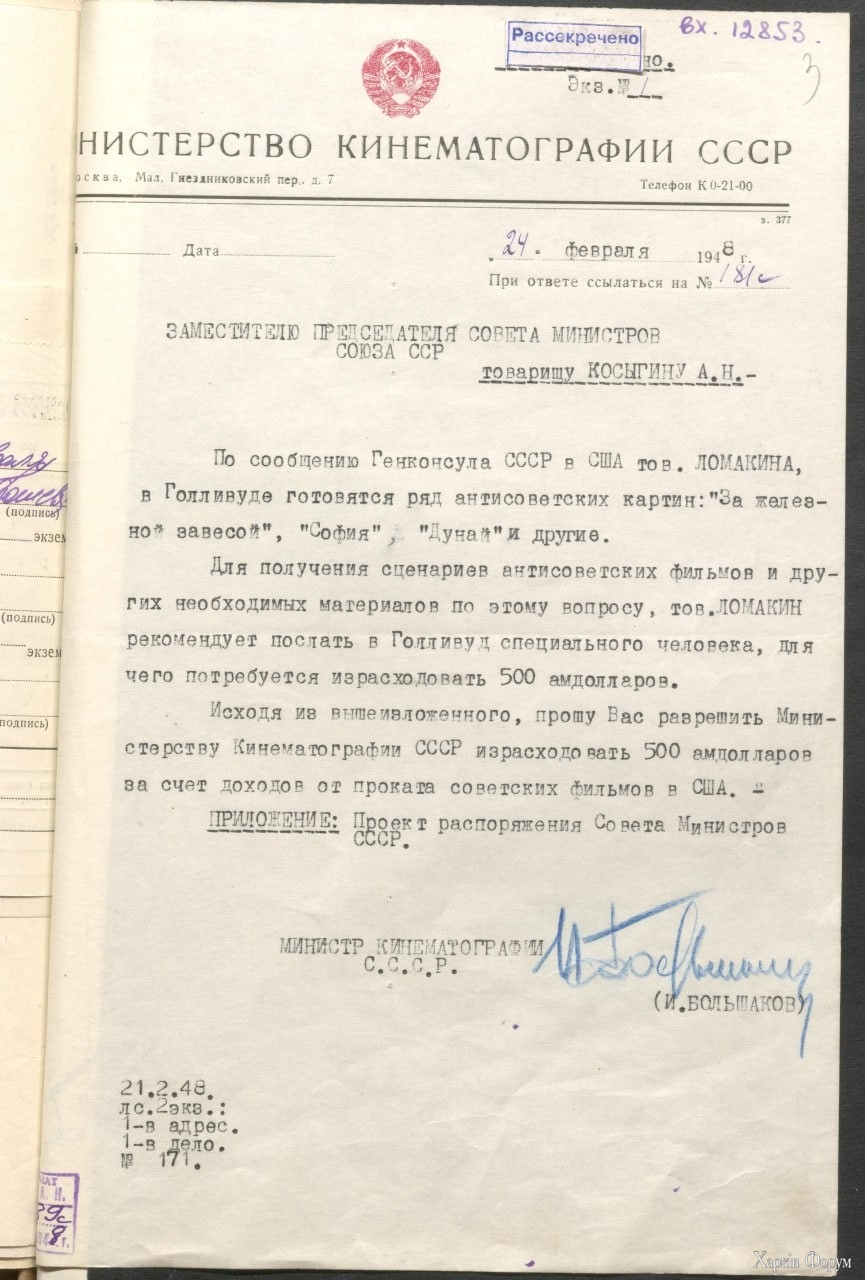 Рассекречено
вх. 12853.
но.
3
Экз.№ 1
НИСТЕРСТВО КИНЕМАТОГРАФИИ СССР
осква. Мал. Гнездниковский пер., д. 7
Телефон К 0-21-00
з. 377
Дата
"24" февраля 1948 г.
При ответе ссылаться на № 181с
ЗАМЕСТИТЕЛЮ ПРЕДСЕДАТЕЛЯ СОВЕТА МИНИСТРОВ
СОЮЗА ССР
товарищу КОСЫГИНУ А.Н.-
По сообщению Генконсула СССР в США тов. ЛОМАКИНА,
в Голливуде готовятся ряд антисоветских картин:"За желез-
ной завесой", "София", "Дунай" и другие.
Для получения сценариев антисоветских фильмов и дру-
гих необходимых материалов по этому вопросу, тов.ЛОМАКИН
рекомендует послать в Голливуд специального человека, для
чего потребуется израсходовать 500 амдолларов.
Исходя из вышеизложенного, прошу Вас разрешить Мини-
стерству Кинематографии СССР израсходовать 500 амдолларов
за счет доходов от проката советских фильмов в США. -
ПРИЛОЖЕНИЕ: Проект распоряжения Совета Министров
СССР.
МИНИСТР КИНЕМАТОГРАФИИ
С.С.С.Р.
И Большаков
(И.БОЛЬШАКОВ)
21.2.48.
лс.2экз.:
1-в адрес.
1-в дело.
№ 171.
(подпись)
экзем
(подпись)
экзем
подпись)
А. Н.
Харків Форум